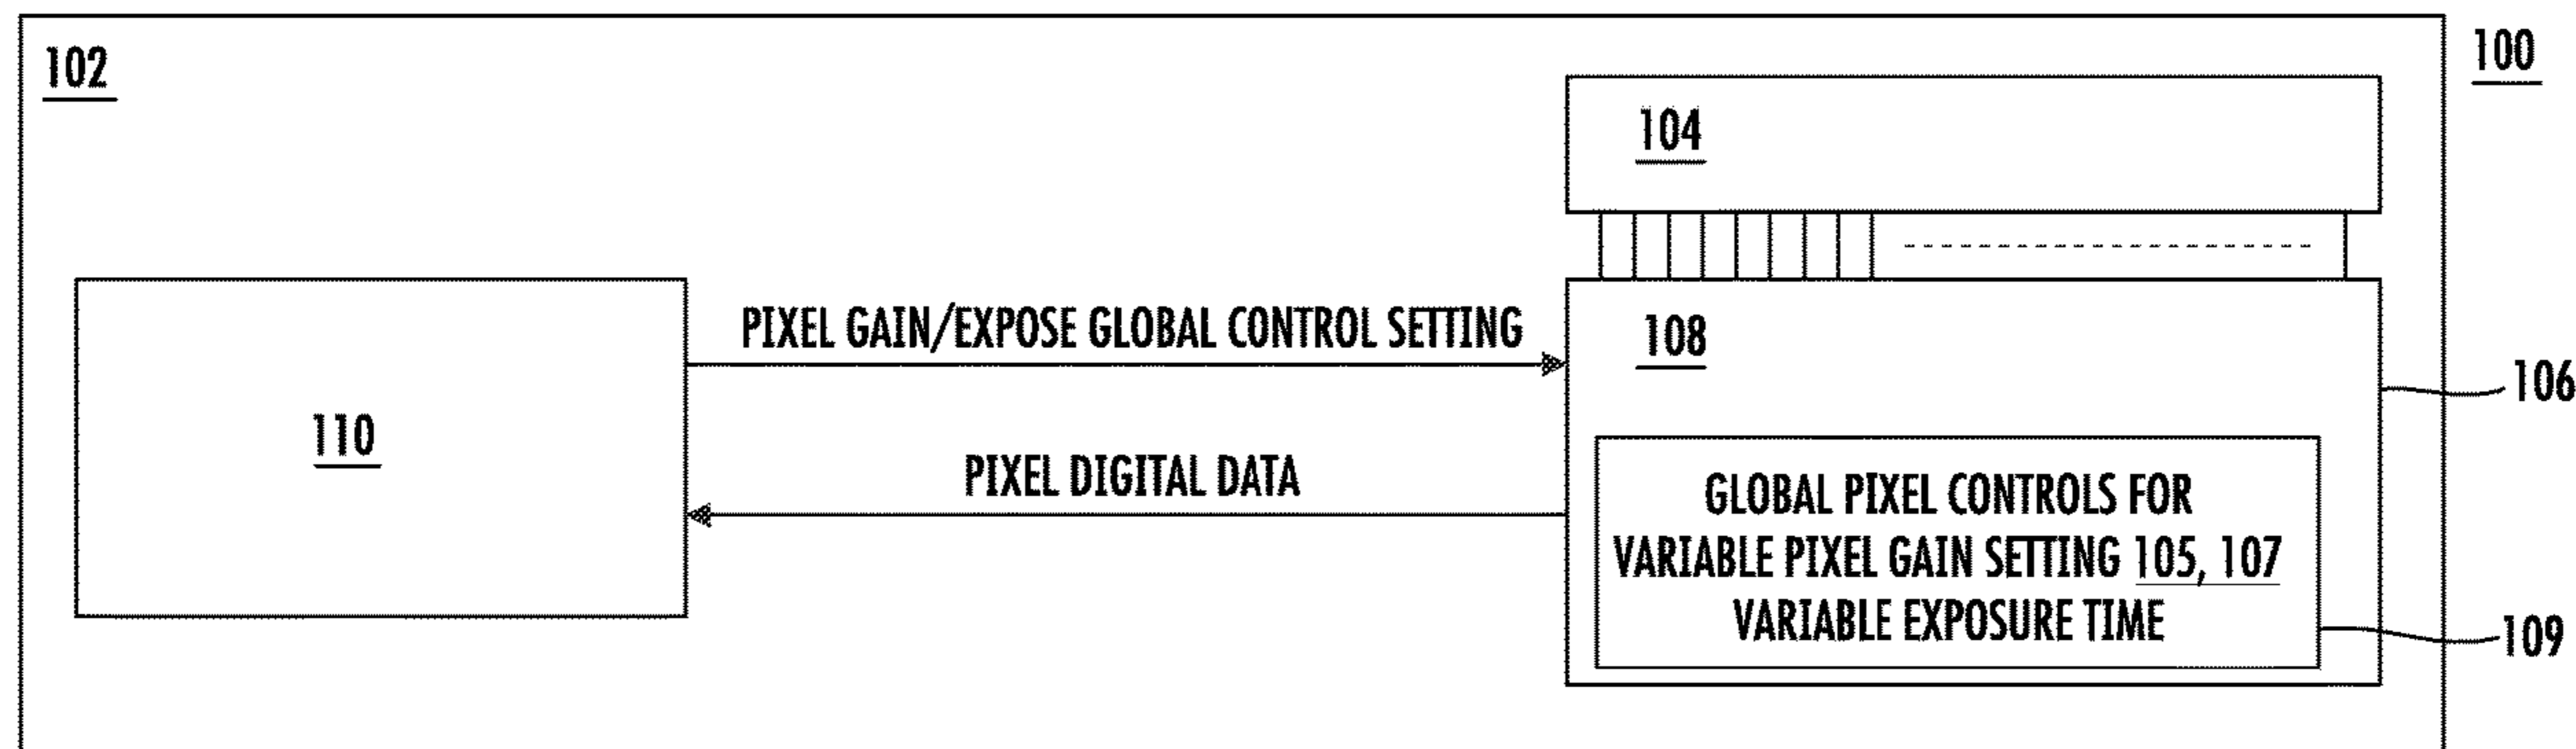 102
100
104
PIXEL GAIN/EXPOSE GLOBAL CONTROL SETTING
108
106
110
PIXEL DIGITAL DATA
GLOBAL PIXEL CONTROLS FOR
VARIABLE PIXEL GAIN SETTING 105, 107
VARIABLE EXPOSURE TIME
109